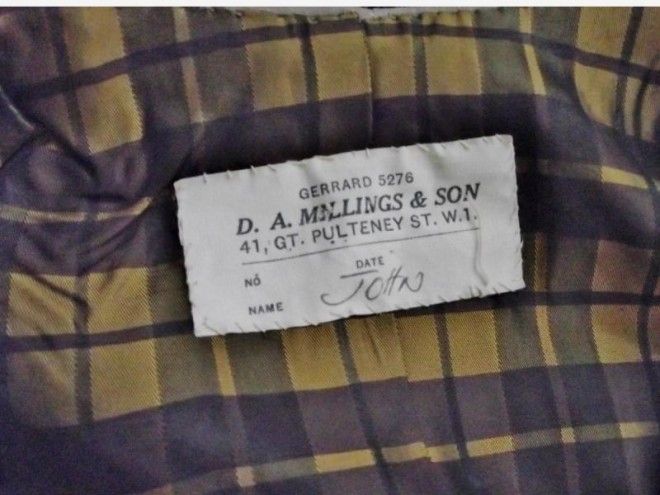 GERRARD 5276
D. A. MILLINGS & SON
41, GT. PULTENEY ST. W.1.
NO DATE
NAME JOHN